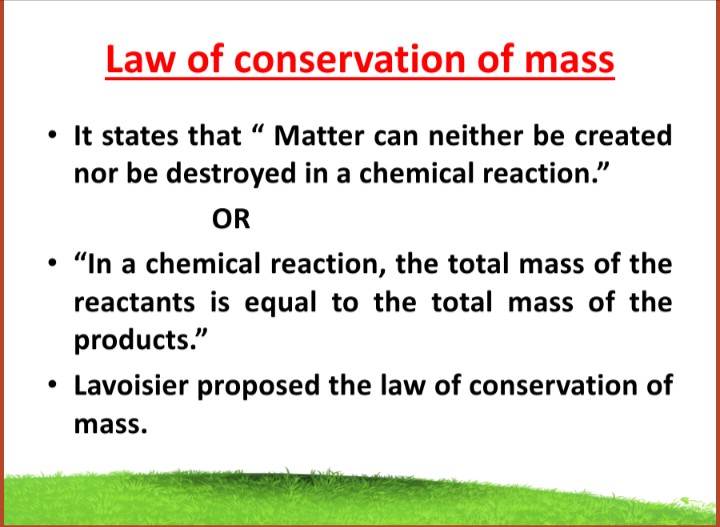 Law of conservation of mass
• It states that “ Matter can neither be created
nor be destroyed in a chemical reaction.”
OR
• “In a chemical reaction, the total mass of the
reactants is equal to the total mass of the
products.”
• Lavoisier proposed the law of conservation of
mass.